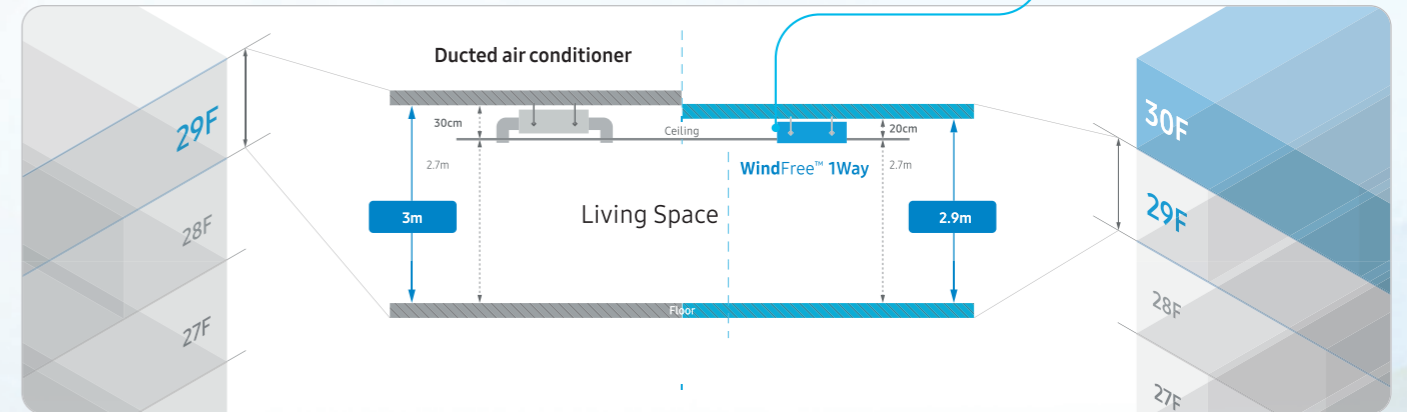 Ducted air conditioner
29F
28F
27F
30cm
2.7m
3m
Ceiling
Living Space
Floor
WindFree™ 1Way
20cm
2.7m
2.9m
30F
29F
28F
27F